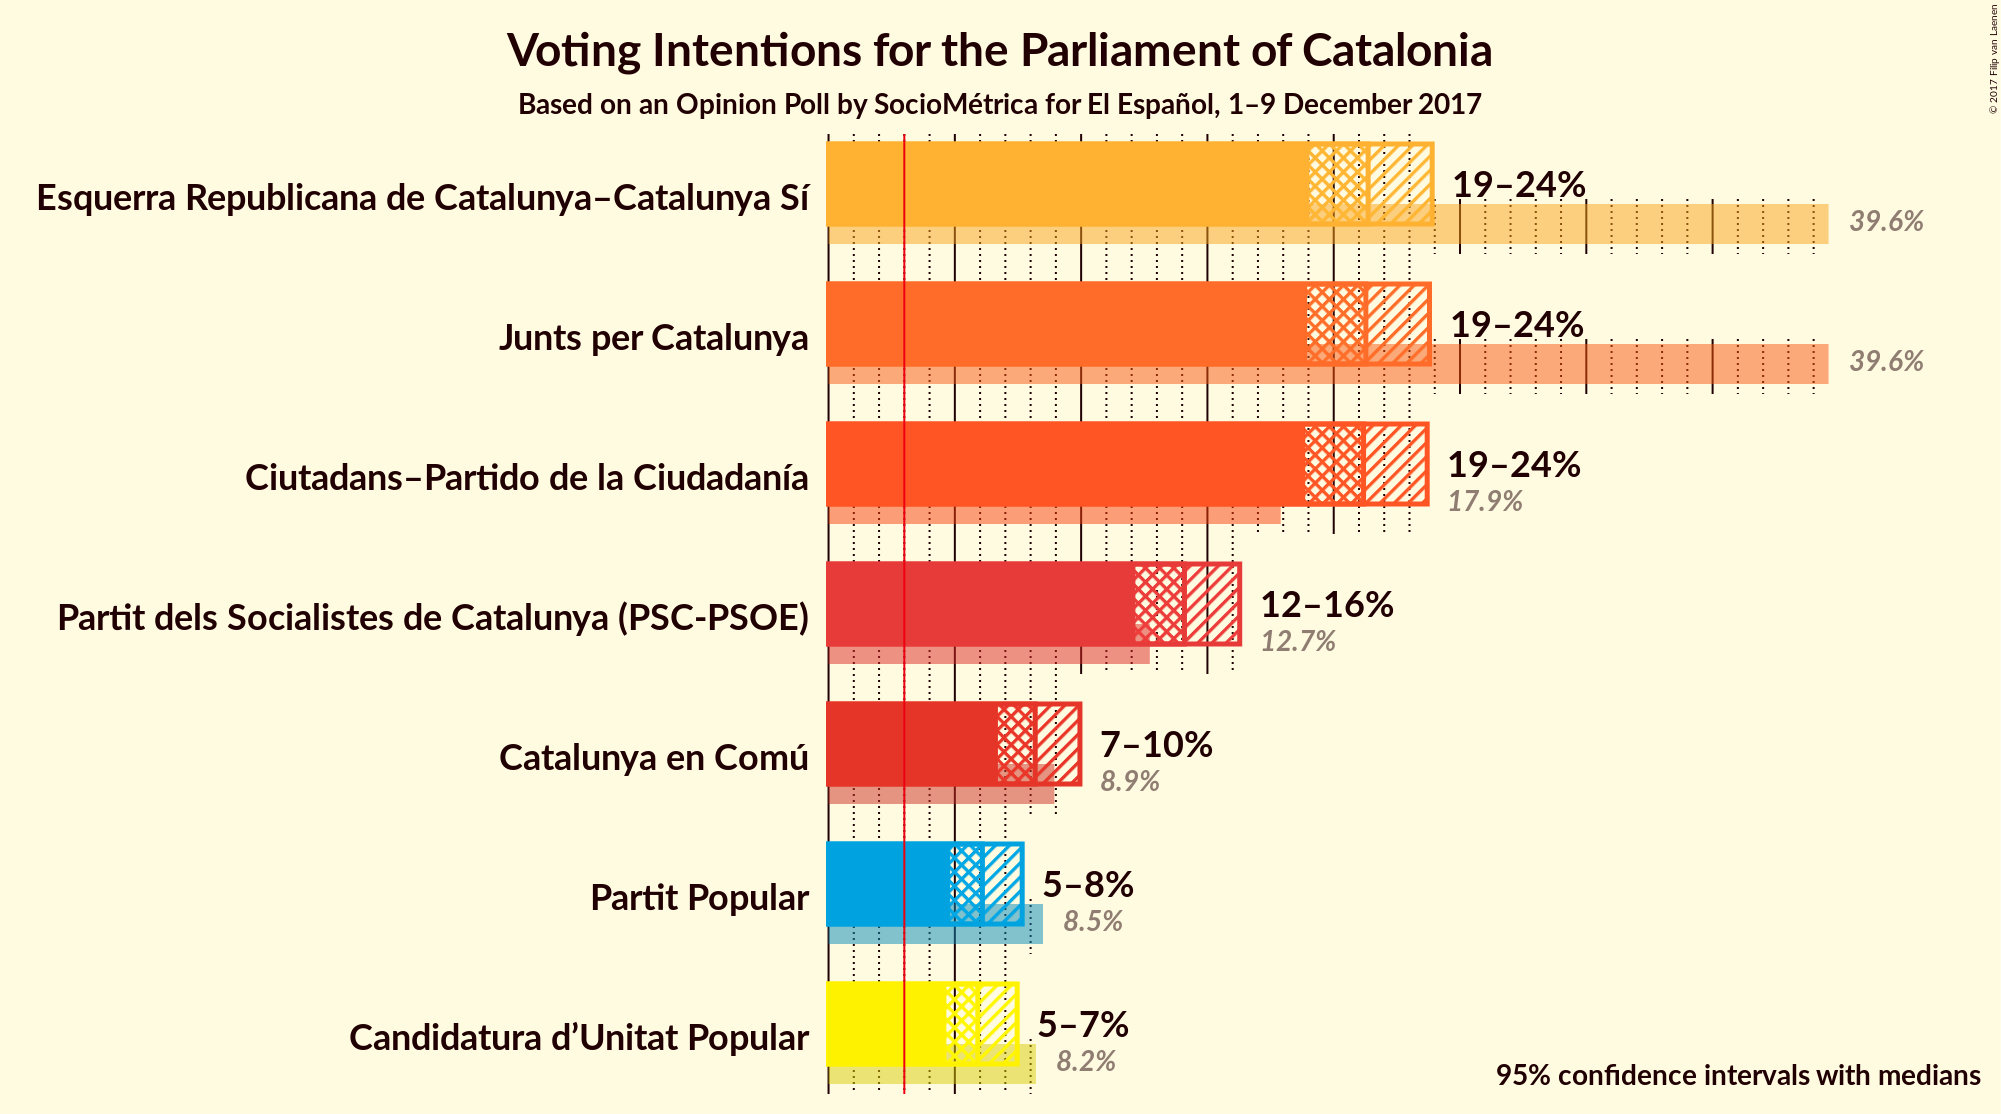 Voting Intentions for the Parliament of Catalonia
Based on an Opinion Poll by SocioMétrica for El Español, 1–9 December 2017
© 2017 Filip van Laenen
Esquerra Republicana de Catalunya–Catalunya Sí
19–24%
39.6%
Junts per Catalunya
19–24%
39.6%
Ciutadans–Partido de la Ciudadanía
19–24%
17.9%
Partit dels Socialistes de Catalunya (PSC-PSOE)
12–16%
12.7%
Catalunya en Comú
7–10%
8.9%
Partit Popular
5–8%
8.5%
Candidatura d’Unitat Popular
5–7%
8.2%
95% confidence intervals with medians